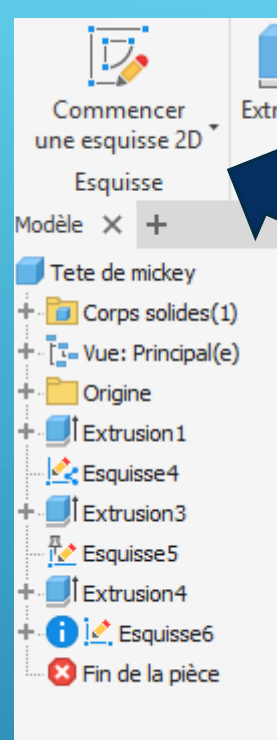 Commencer
une esquisse 2D
Extr
Esquisse
Modèle × +
Tete de mickey
Corps solides(1)
Vue: Principal(e)
Origine
Extrusion1
Esquisse4
Extrusion3
Esquisse5
Extrusion4
Esquisse6
Fin de la pièce